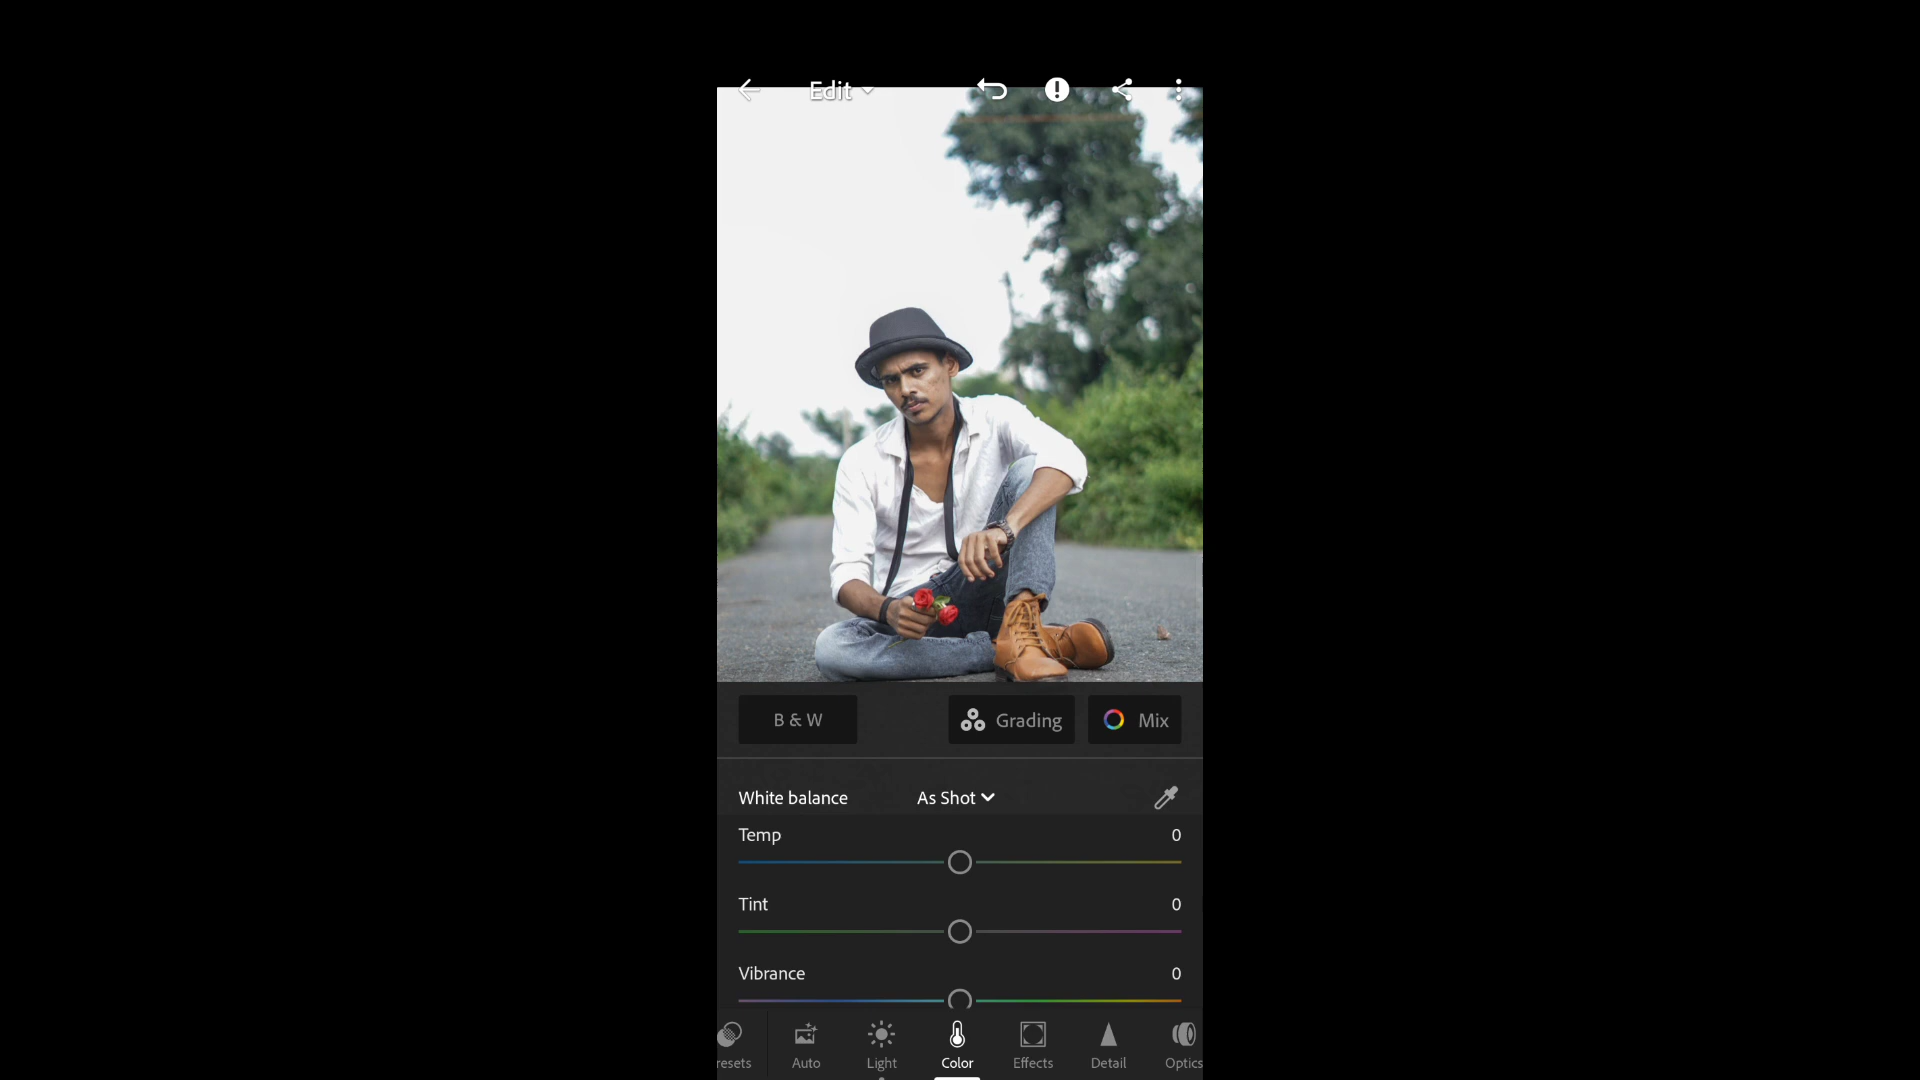 Edit
B & W
Grading
Mix
White balance
As Shot
Temp
0
Tint
0
Vibrance
0
resets
Auto
Light
Color
Effects
Detail
Optics